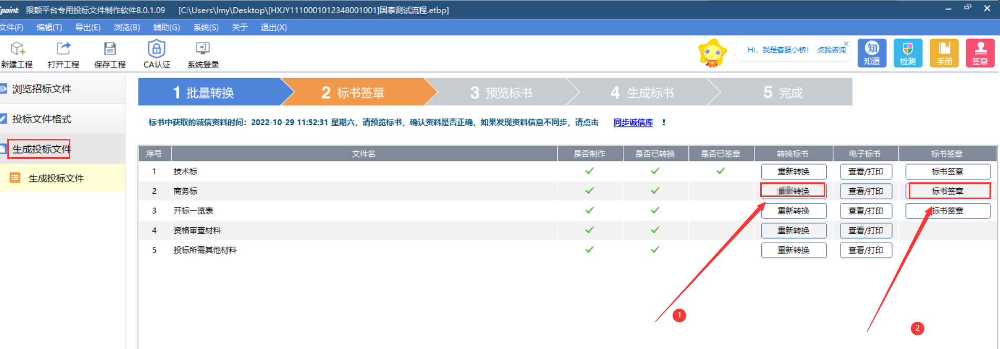 epoint 限额平台专用投标文件制作软件8.0.1.09 [C:\Users\lmy\Desktop\[HXJY1110001012348001001]国泰测试流程.etbp]
文件(F) 编辑(T) 导出(E) 浏览(B) 辅助(G) 系统(S) 关于 退出(X)
Hi，我是客服小桥！ 点我咨询
知
新建工程 打开工程 保存工程 CA认证 系统登录 知道 检测 手册 签章
浏览招标文件
投标文件格式
生成投标文件
生成投标文件
1 批量转换 2 标书签章 3 预览标书 4 生成标书 5 完成
标书中获取的诚信资料时间：2022-10-29 11:52:31 星期六，请预览标书，确认资料是否正确，如果发现资料信息不同步，请点击 同步诚信库 ！
序号 文件名 是否制作 是否已转换 是否已签章 转换标书 电子标书 标书签章
1 技术标 重新转换 查看/打印 标书签章
2 商务标 转换 查看/打印 标书签章
3 开标一览表 重新转换 查看/打印 标书签章
4 资格审查材料 重新转换 查看/打印
5 投标所需其他材料 重新转换 查看/打印
1
2